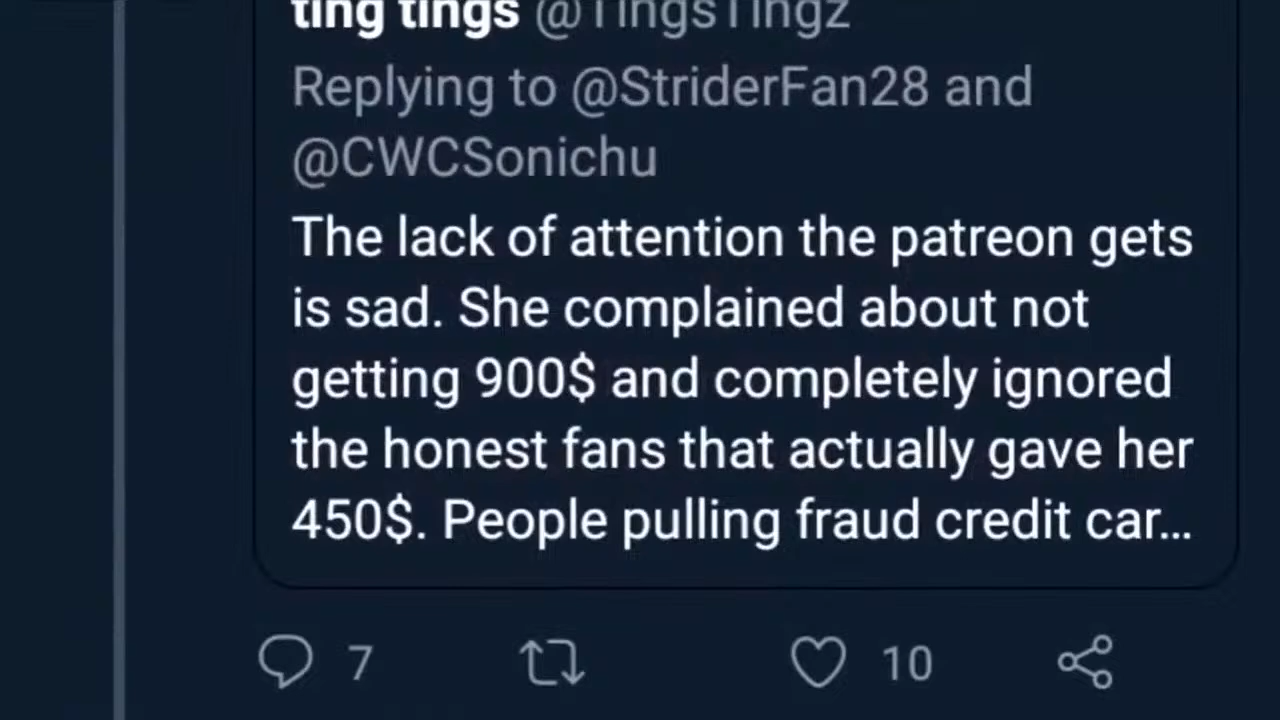 ting tings @TingsTingz
Replying to @StriderFan28 and
@CWCSonichu
The lack of attention the patreon gets
is sad. She complained about not
getting 900$ and completely ignored
the honest fans that actually gave her
450$. People pulling fraud credit car...
7 10